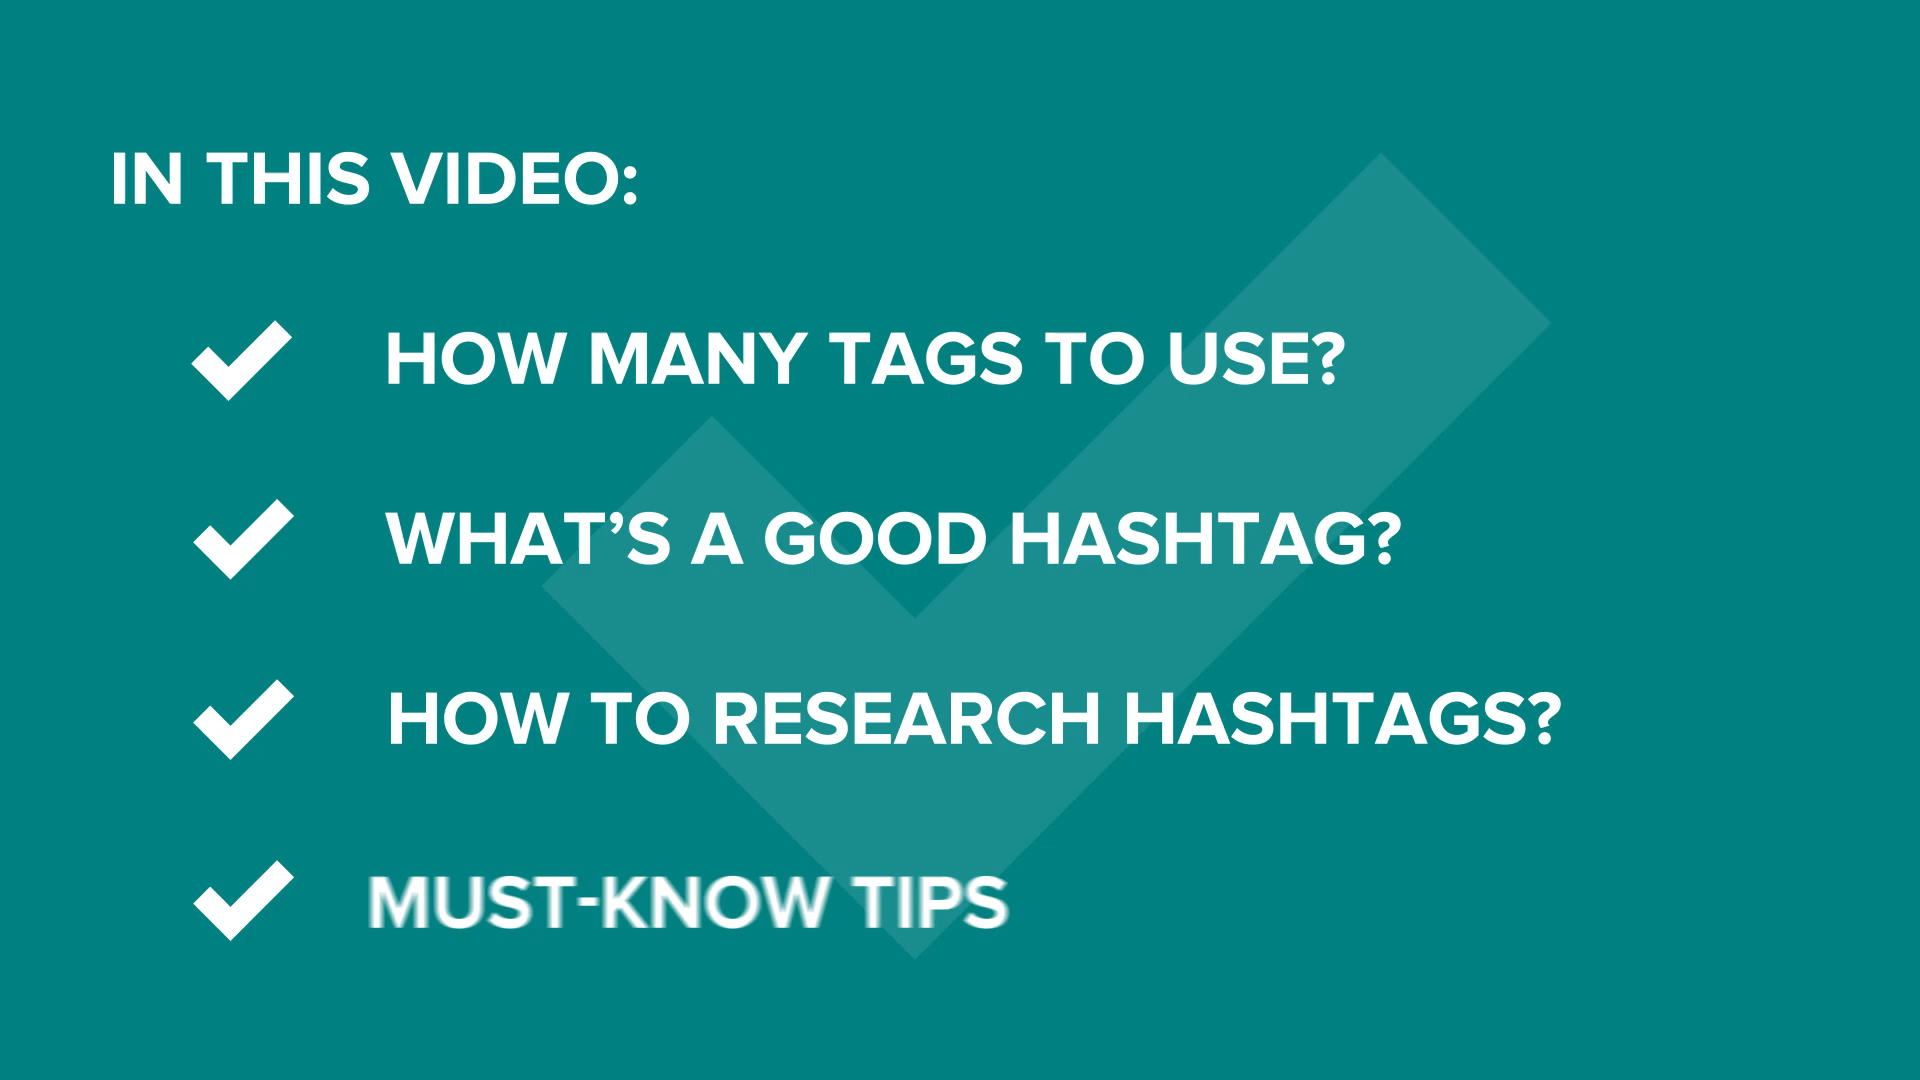 IN THIS VIDEO:
HOW MANY TAGS TO USE?
WHAT’S A GOOD HASHTAG?
HOW TO RESEARCH HASHTAGS?
MUST-KNOW TIPS